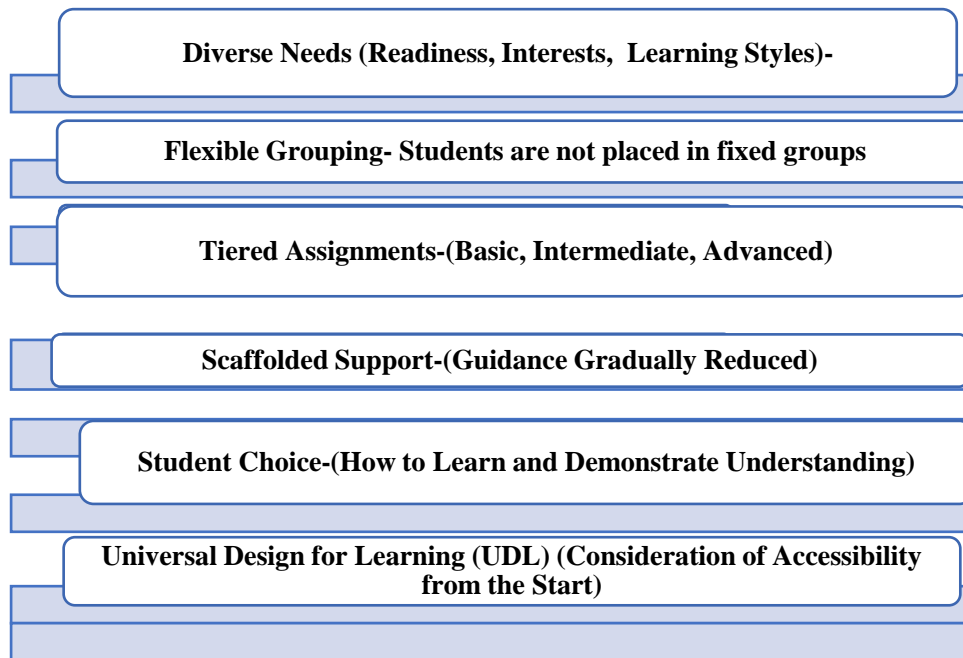 Diverse Needs (Readiness, Interests,  Learning Styles)-
Flexible Grouping- Students are not placed in fixed groups
Tiered Assignments-(Basic, Intermediate, Advanced)
Scaffolded Support-(Guidance Gradually Reduced)
Student Choice-(How to Learn and Demonstrate Understanding)
Universal Design for Learning (UDL) (Consideration of Accessibility
from the Start)